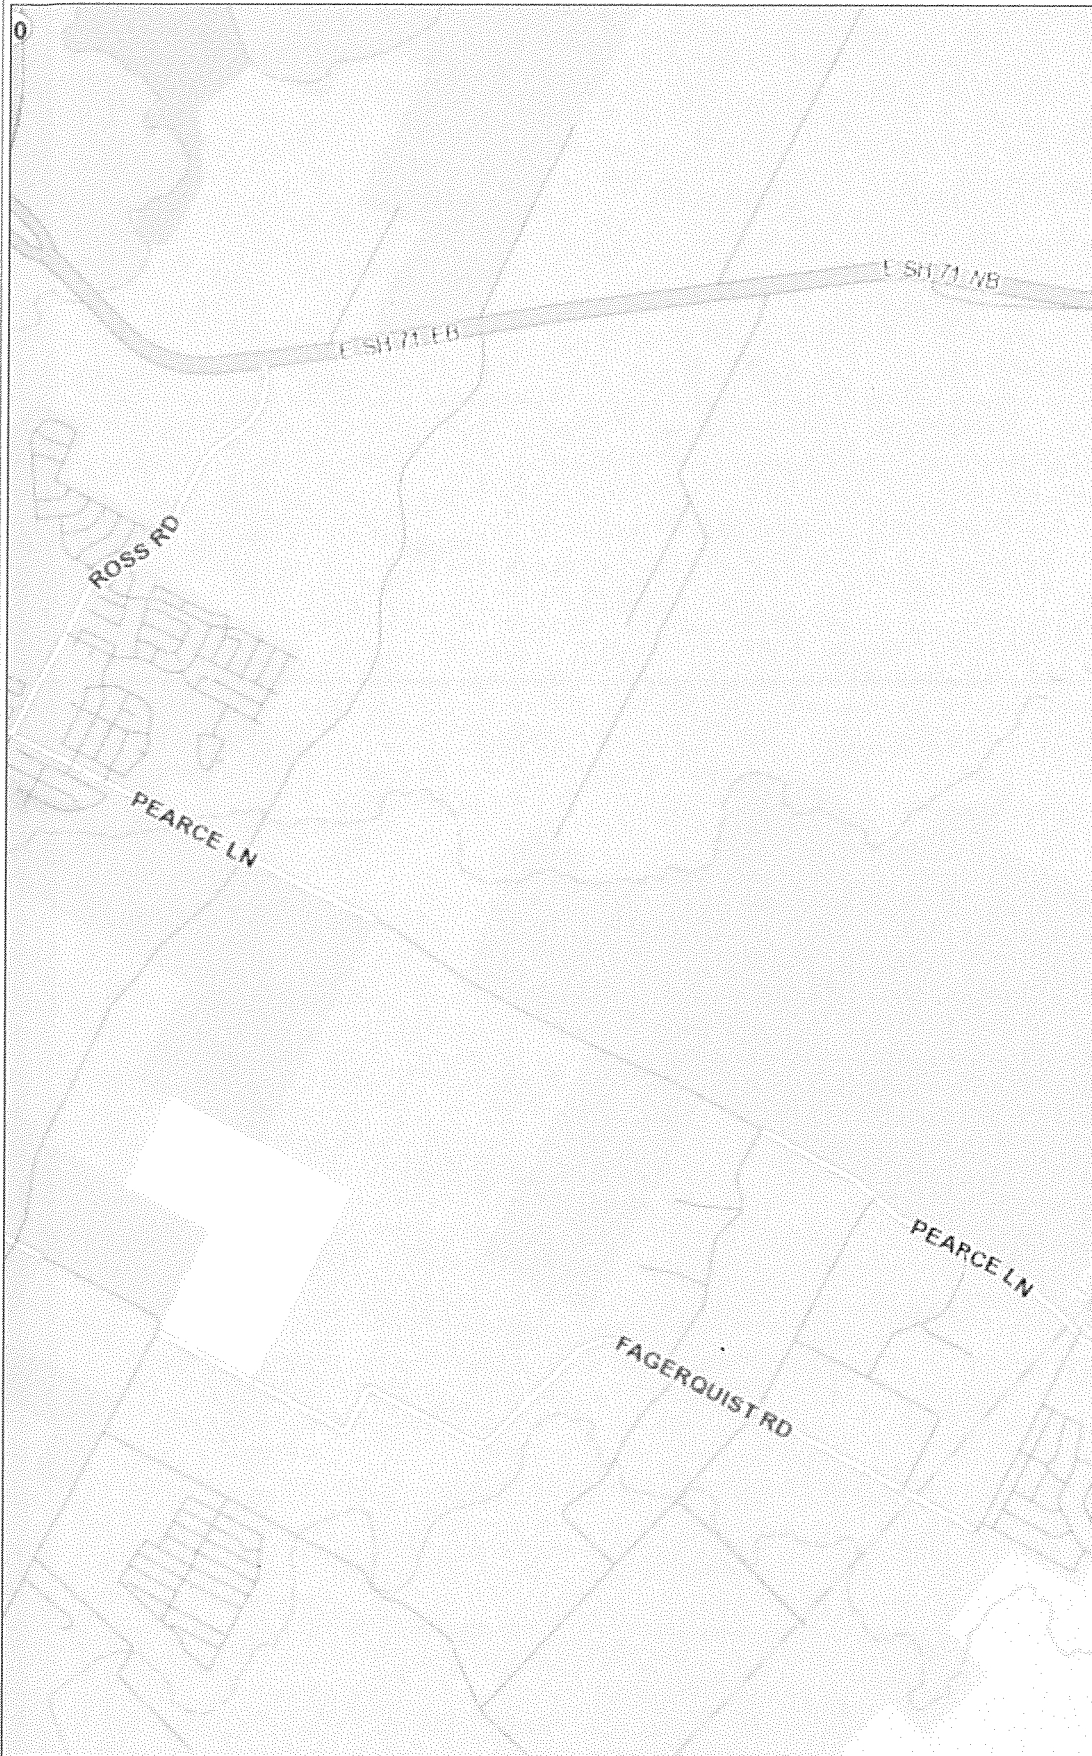 0
E SH 71 WB
E SH 71 EB
ROSS RD
PEARCE LN
PEARCE LN
FAGERQUIST RD